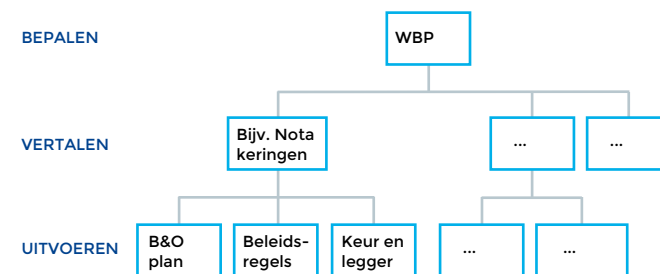 BEPALEN
WBP
VERTALEN
Bijv. Nota
keringen
...
...
UITVOEREN
B&O
plan
Beleids-
regels
Keur en
legger
...
...